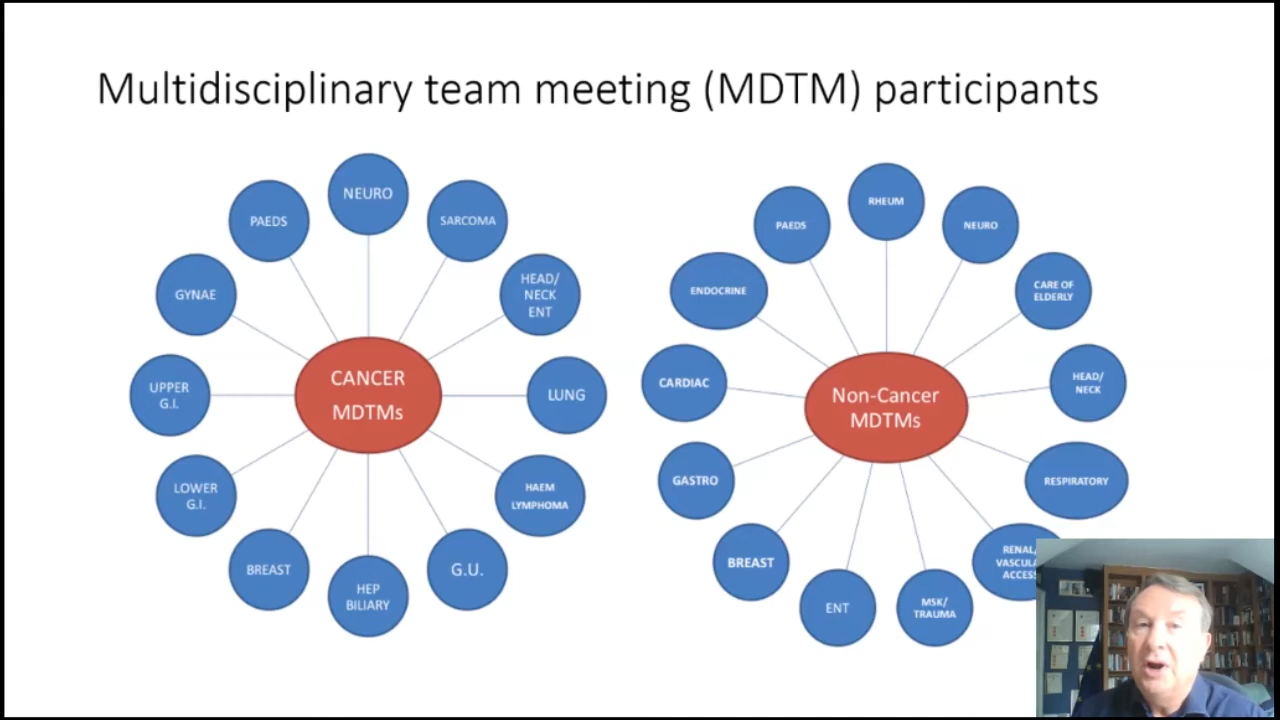 Multidisciplinary team meeting (MDTM) participants
NEURO
SARCOMA
HEAD/
NECK
ENT
LUNG
HAEM
LYMPHOMA
G.U.
HEP
BILIARY
BREAST
LOWER
G.I.
UPPER
G.I.
GYNAE
PAEDS
CANCER
MDTMs
RHEUM
NEURO
CARE OF
ELDERLY
HEAD/
NECK
RESPIRATORY
RENAL/
ACCESS
MSK/
TRAUMA
ENT
BREAST
GASTRO
CARDIAC
ENDOCRINE
PAEDS
Non-Cancer
MDTMs